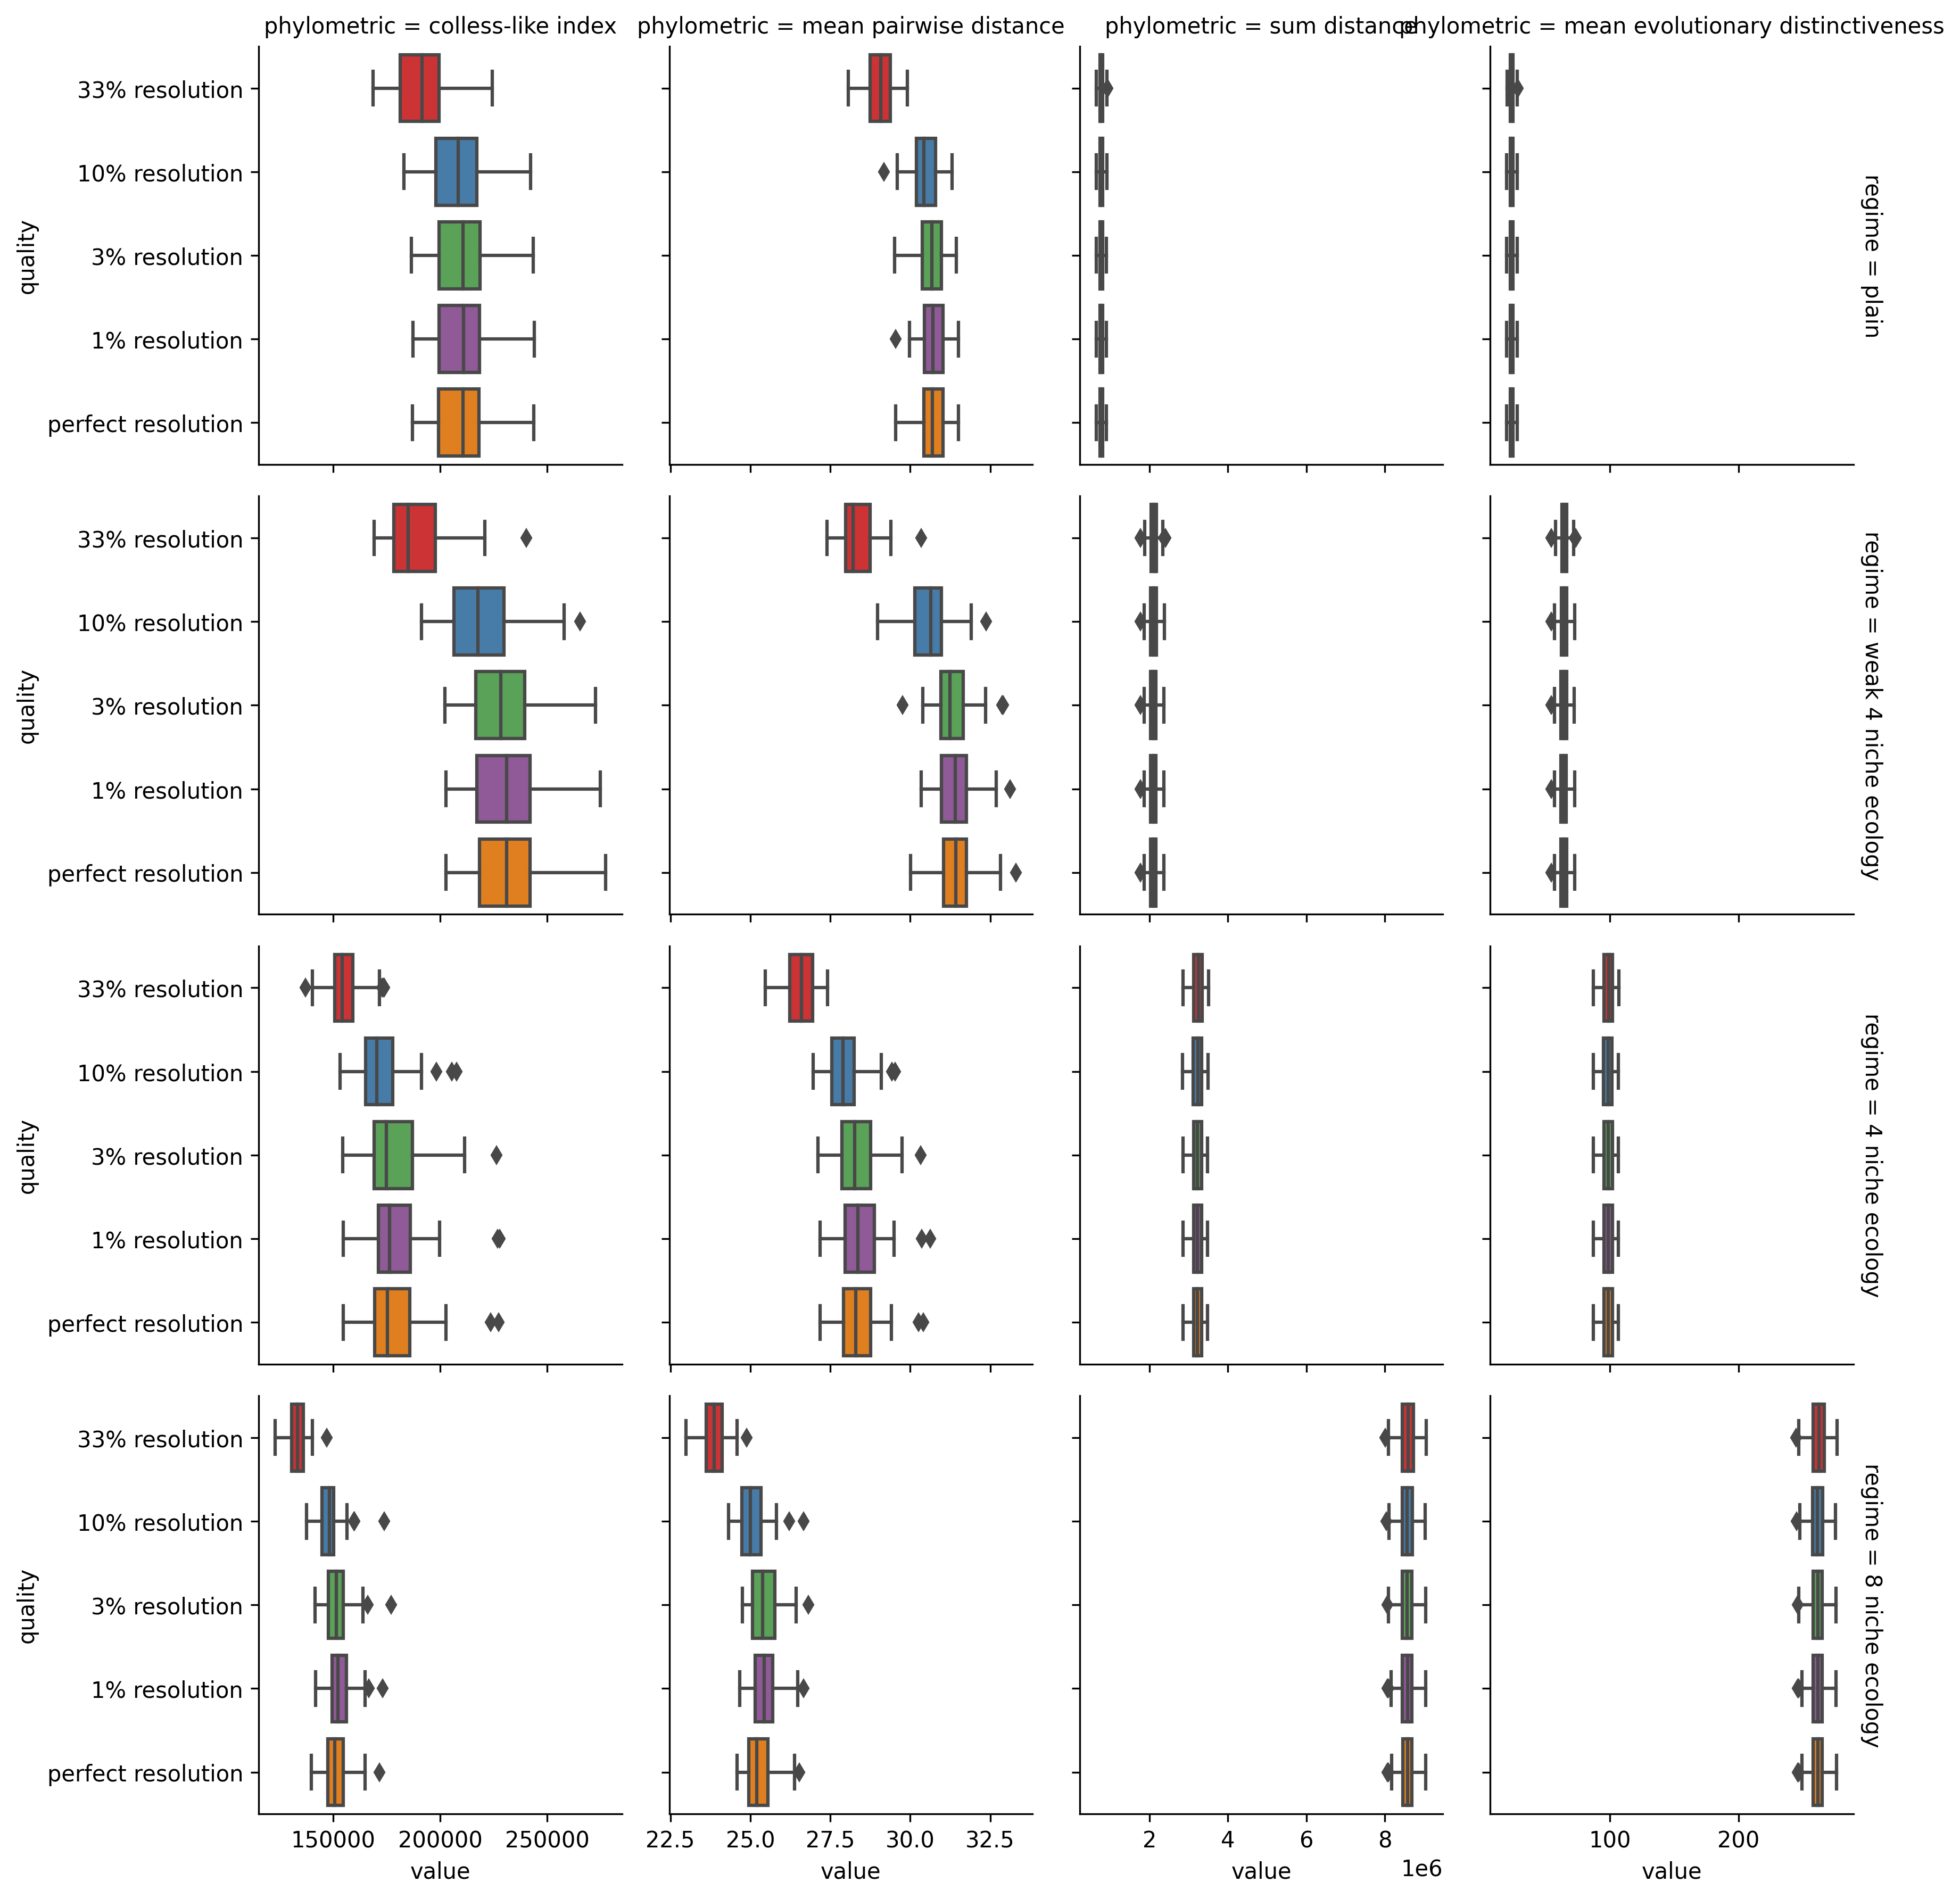 phylometric = colless-like index
phylometric = mean pairwise distance
phylometric = sum distance
phylometric = mean evolutionary distinctiveness
quality
33% resolution
10% resolution
3% resolution
1% resolution
perfect resolution
regime = plain
quality
33% resolution
10% resolution
3% resolution
1% resolution
perfect resolution
regime = weak 4 niche ecology
quality
33% resolution
10% resolution
3% resolution
1% resolution
perfect resolution
regime = 4 niche ecology
quality
33% resolution
10% resolution
3% resolution
1% resolution
perfect resolution
regime = 8 niche ecology
150000 200000 250000
value
22.5 25.0 27.5 30.0 32.5
value
2 4 6 8
1e6
value
100 200
value